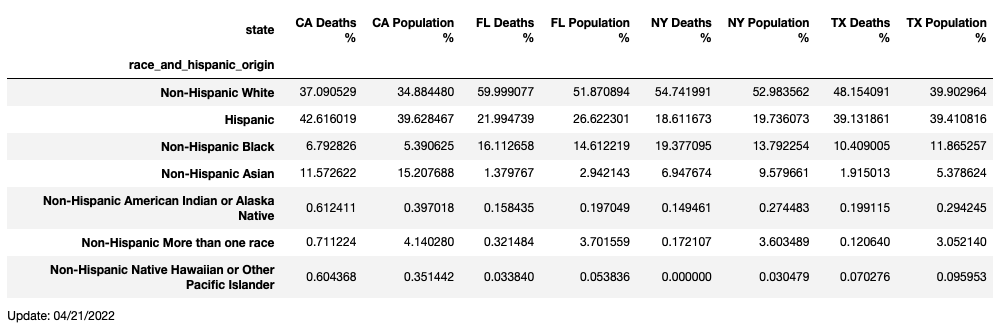 state CA Deaths % CA Population % FL Deaths % FL Population % NY Deaths % NY Population % TX Deaths % TX Population %
race_and_hispanic_origin
Non-Hispanic White 37.090529 34.884480 59.999077 51.870894 54.741991 52.983562 48.154091 39.902964
Hispanic 42.616019 39.628467 21.994739 26.622301 18.611673 19.736073 39.131861 39.410816
Non-Hispanic Black 6.792826 5.390625 16.112658 14.612219 19.377095 13.792254 10.409005 11.865257
Non-Hispanic Asian 11.572622 15.207688 1.379767 2.942143 6.947674 9.579661 1.915013 5.378624
Non-Hispanic American Indian or Alaska Native 0.612411 0.397018 0.158435 0.197049 0.149461 0.274483 0.199115 0.294245
Non-Hispanic More than one race 0.711224 4.140280 0.321484 3.701559 0.172107 3.603489 0.120640 3.052140
Non-Hispanic Native Hawaiian or Other Pacific Islander 0.604368 0.351442 0.033840 0.053836 0.000000 0.030479 0.070276 0.095953
Update: 04/21/2022